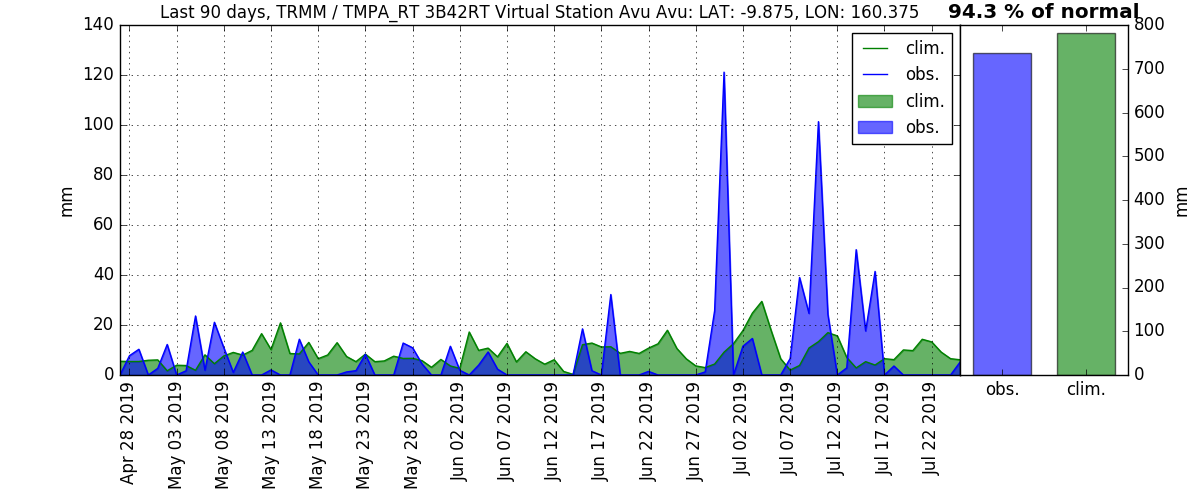 Last 90 days, TRMM / TMPA_RT 3B42RT Virtual Station Avu Avu: LAT: -9.875, LON: 160.375
94.3 % of normal
140
120
100
80
60
40
20
0
mm
clim.
obs.
clim.
obs.
800
700
600
500
400
300
200
100
0
mm
obs.
clim.
Apr 28 2019
May 03 2019
May 08 2019
May 13 2019
May 18 2019
May 23 2019
May 28 2019
Jun 02 2019
Jun 07 2019
Jun 12 2019
Jun 17 2019
Jun 22 2019
Jun 27 2019
Jul 02 2019
Jul 07 2019
Jul 12 2019
Jul 17 2019
Jul 22 2019